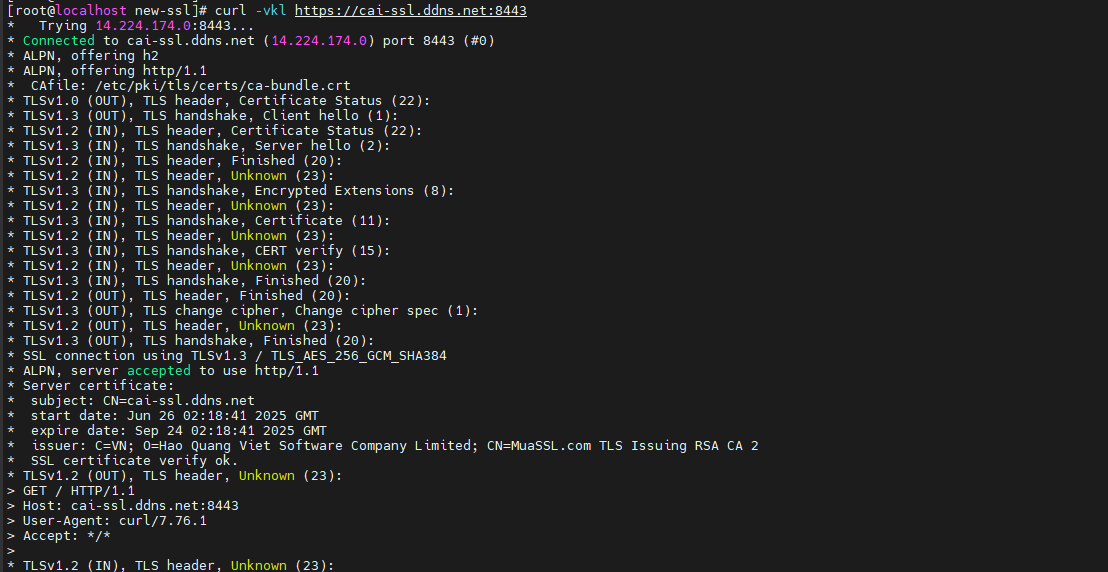 [root@localhost new-ssl]# curl -vkl https://cai-ssl.ddns.net:8443
*   Trying 14.224.174.0:8443...
* Connected to cai-ssl.ddns.net (14.224.174.0) port 8443 (#0)
* ALPN, offering h2
* ALPN, offering http/1.1
*  CAfile: /etc/pki/tls/certs/ca-bundle.crt
* TLSv1.0 (OUT), TLS header, Certificate Status (22):
* TLSv1.3 (OUT), TLS handshake, Client hello (1):
* TLSv1.2 (IN), TLS header, Certificate Status (22):
* TLSv1.3 (IN), TLS handshake, Server hello (2):
* TLSv1.2 (IN), TLS header, Finished (20):
* TLSv1.2 (IN), TLS header, Unknown (23):
* TLSv1.3 (IN), TLS handshake, Encrypted Extensions (8):
* TLSv1.2 (IN), TLS header, Unknown (23):
* TLSv1.3 (IN), TLS handshake, Certificate (11):
* TLSv1.2 (IN), TLS header, Unknown (23):
* TLSv1.3 (IN), TLS handshake, CERT verify (15):
* TLSv1.2 (IN), TLS header, Unknown (23):
* TLSv1.3 (IN), TLS handshake, Finished (20):
* TLSv1.2 (OUT), TLS header, Finished (20):
* TLSv1.3 (OUT), TLS change cipher, Change cipher spec (1):
* TLSv1.2 (OUT), TLS header, Unknown (23):
* TLSv1.3 (OUT), TLS handshake, Finished (20):
* SSL connection using TLSv1.3 / TLS_AES_256_GCM_SHA384
* ALPN, server accepted to use http/1.1
* Server certificate:
*  subject: CN=cai-ssl.ddns.net
*  start date: Jun 26 02:18:41 2025 GMT
*  expire date: Sep 24 02:18:41 2025 GMT
*  issuer: C=VN; O=Hao Quang Viet Software Company Limited; CN=MuaSSL.com TLS Issuing RSA CA 2
*  SSL certificate verify ok.
* TLSv1.2 (OUT), TLS header, Unknown (23):
> GET / HTTP/1.1
> Host: cai-ssl.ddns.net:8443
> User-Agent: curl/7.76.1
> Accept: */*
>
* TLSv1.2 (IN), TLS header, Unknown (23):